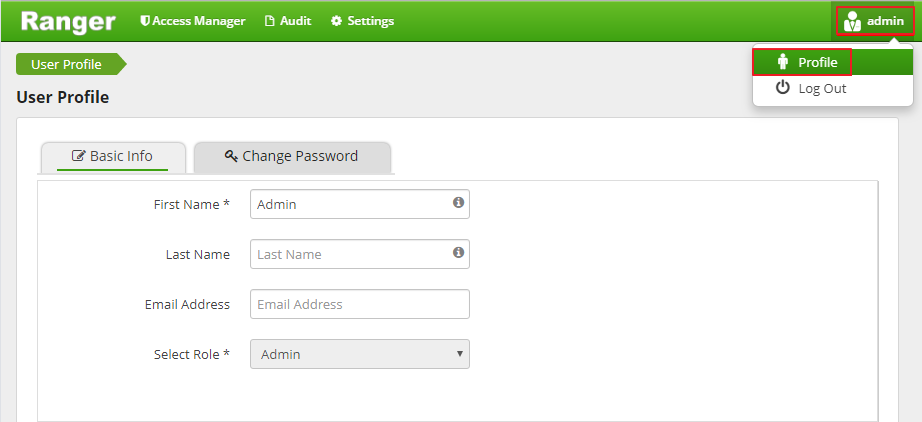 Ranger Access Manager Audit Settings admin
User Profile
Profile
Log Out
User Profile
Basic Info Change Password
First Name * Admin
Last Name Last Name
Email Address Email Address
Select Role * Admin